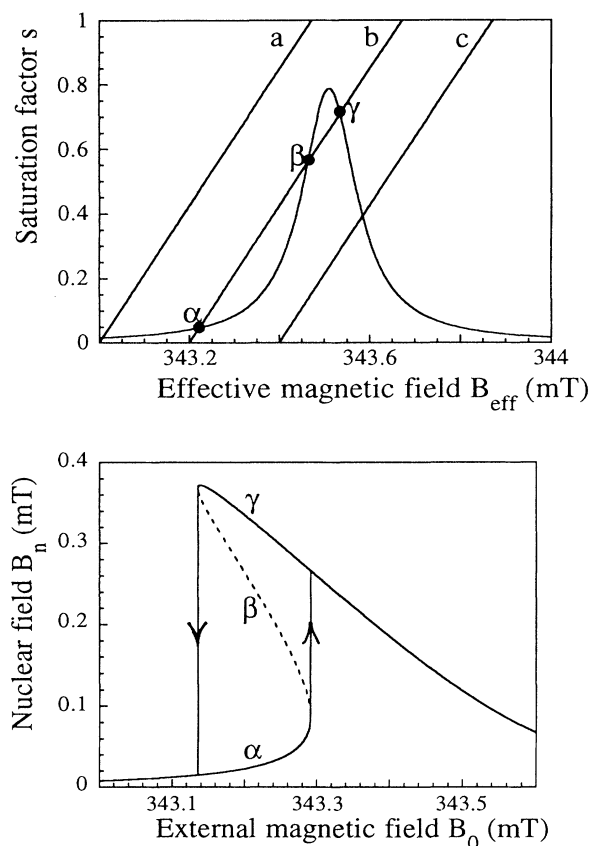 a b c
Saturation factor s
1
0.8
0.6
0.4
0.2
0
α
β
γ
343.2 343.6 344
Effective magnetic field B_eff (mT)
Nuclear field B_n (mT)
0.4
0.3
0.2
0.1
0
γ
β
α
343.1 343.3 343.5
External magnetic field B_0 (mT)